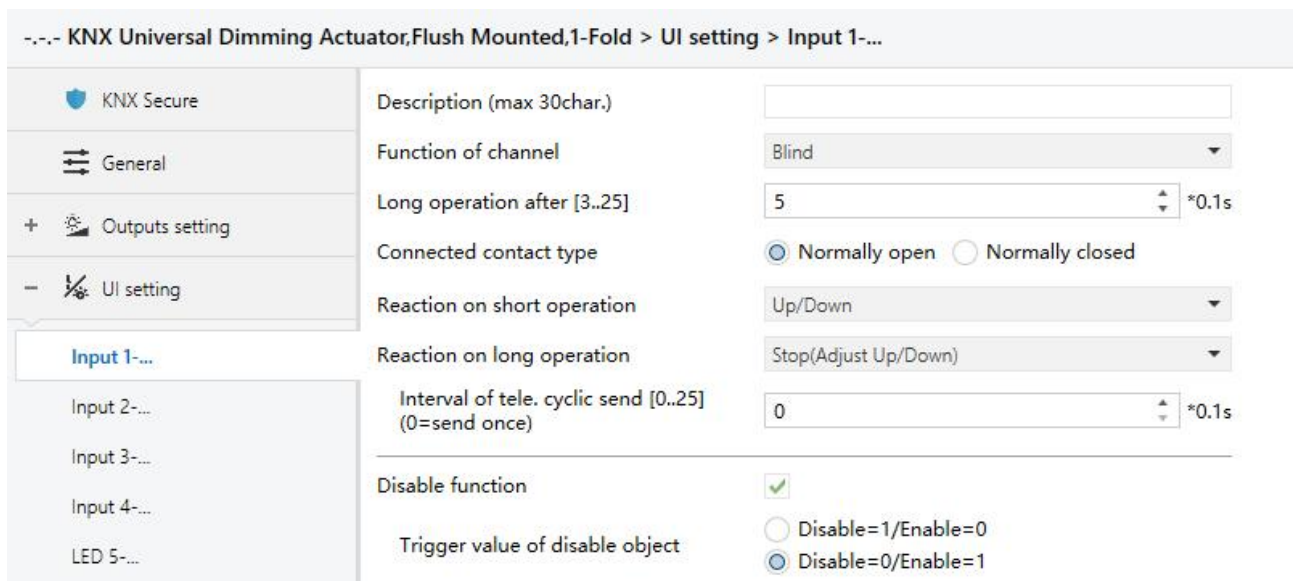 -.-.- KNX Universal Dimming Actuator,Flush Mounted,1-Fold > UI setting > Input 1-...
KNX Secure
General
+ Outputs setting
− UI setting
Input 1-...
Input 2-...
Input 3-...
Input 4-...
LED 5-...
Description (max 30char.)
Function of channel Blind
Long operation after [3..25] 5 *0.1s
Connected contact type Normally open Normally closed
Reaction on short operation Up/Down
Reaction on long operation Stop(Adjust Up/Down)
Interval of tele. cyclic send [0..25]
(0=send once) 0 *0.1s
Disable function
Trigger value of disable object
Disable=1/Enable=0
Disable=0/Enable=1